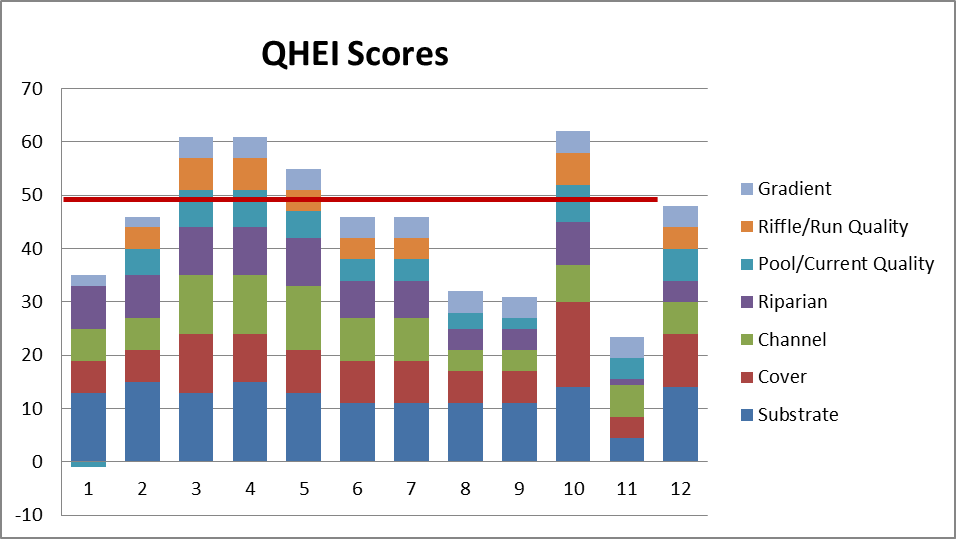 QHEI Scores
70
60
50
40
30
20
10
0
-10
1 2 3 4 5 6 7 8 9 10 11 12
Gradient
Riffle/Run Quality
Pool/Current Quality
Riparian
Channel
Cover
Substrate